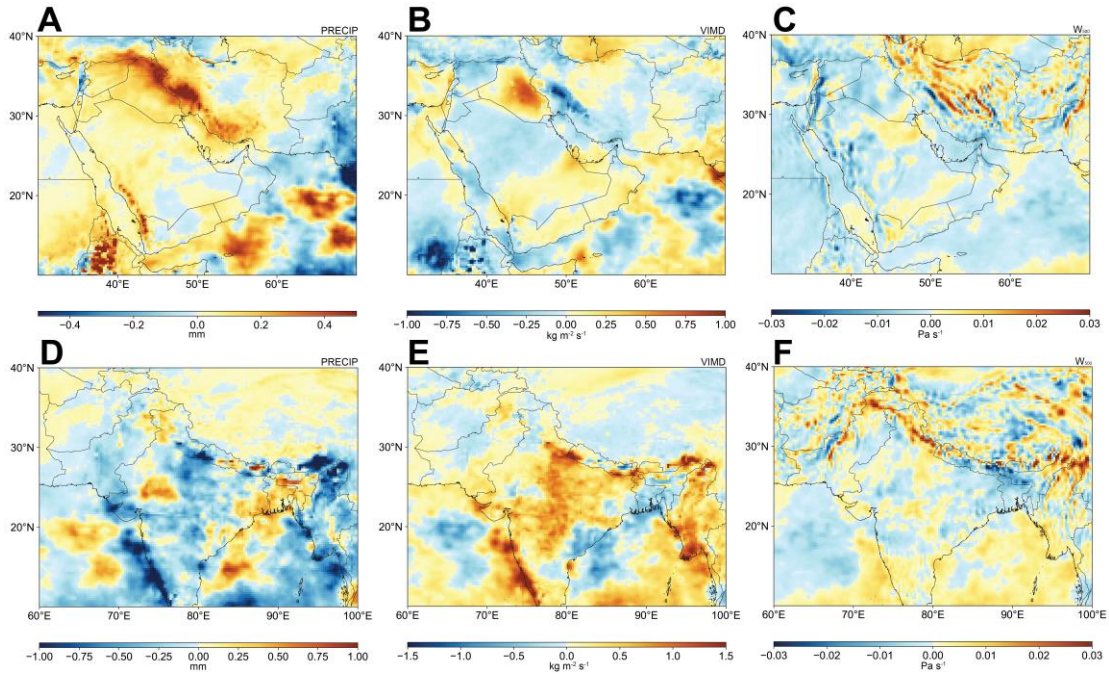 A PRECIP
B VIMD
C W₅₀₀
40°N 40°N 40°N
30°N 30°N 30°N
20°N 20°N 20°N
40°E 50°E 60°E 40°E 50°E 60°E 40°E 50°E 60°E
−0.4 −0.2 0.0 0.2 0.4
mm
−1.00 −0.75 −0.50 −0.25 0.00 0.25 0.50 0.75 1.00
kg m⁻² s⁻¹
−0.03 −0.02 −0.01 0.00 0.01 0.02 0.03
Pa s⁻¹
D PRECIP
E VIMD
F W₅₀₀
40°N 40°N 40°N
30°N 30°N 30°N
20°N 20°N 20°N
60°E 70°E 80°E 90°E 100°E 60°E 70°E 80°E 90°E 100°E 60°E 70°E 80°E 90°E 100°E
−1.00 −0.75 −0.50 −0.25 0.00 0.25 0.50 0.75 1.00
mm
−1.5 −1.0 −0.5 0.0 0.5 1.0 1.5
kg m⁻² s⁻¹
−0.03 −0.02 −0.01 0.00 0.01 0.02 0.03
Pa s⁻¹